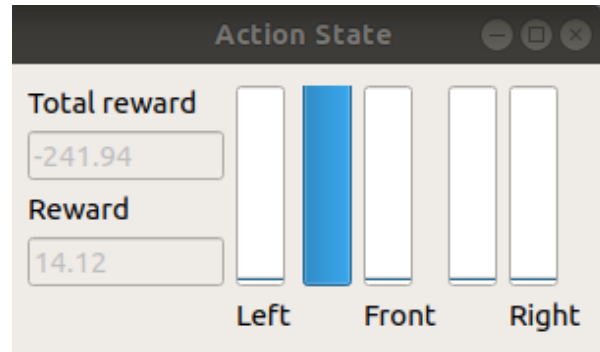 Action State
Total reward
-241.94
Reward
14.12
Left Front Right